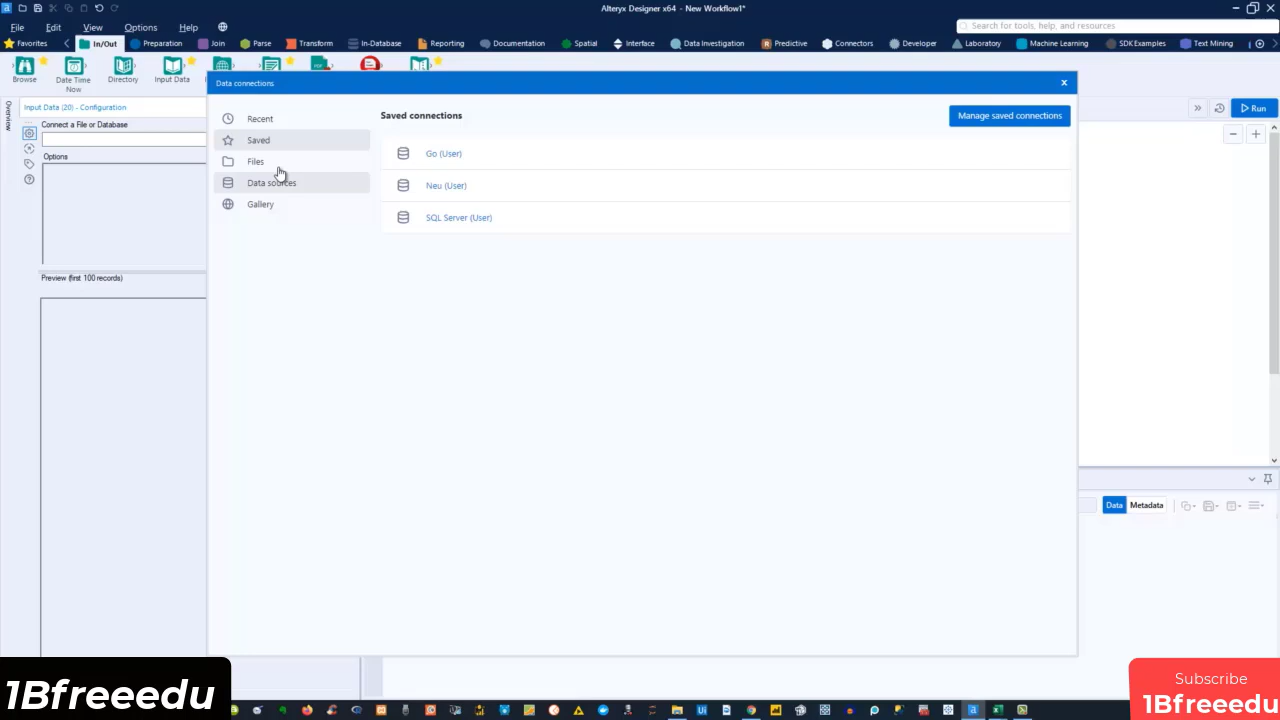 Alteryx Designer x64 - New Workflow1*
File Edit View Options Help
Search for tools, help, and resources
Favorites In/Out Preparation Join Parse Transform In-Database Reporting Documentation Spatial Interface Data Investigation Predictive Connectors Developer Laboratory Machine Learning SDK Examples Text Mining
Browse Date Time Now Directory Input Data
Data connections
Input Data (20) - Configuration
Overview
Run
Connect a File or Database
Options
Preview (first 100 records)
Recent
Saved
Files
Data sources
Gallery
Saved connections
Manage saved connections
Go (User)
Neu (User)
SQL Server (User)
Data Metadata
1Bfreeedu
Subscribe
1Bfreeedu